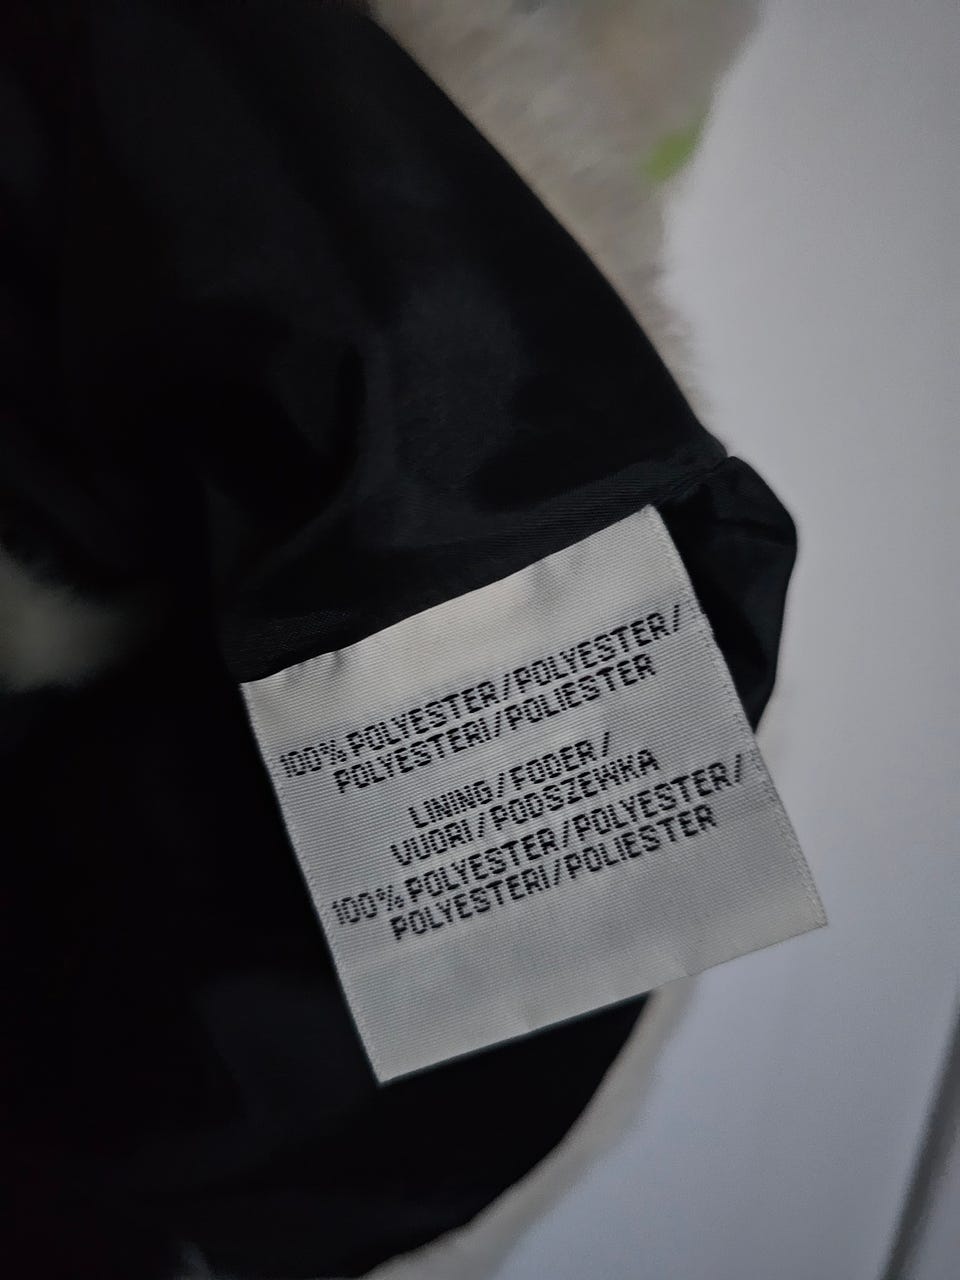 100% POLYESTER/POLYESTER/
POLYESTERI/POLIESTER
LINING/FODER/
VUORI/PODSZEWKA
100% POLYESTER/POLYESTER/
POLYESTERI/POLIESTER